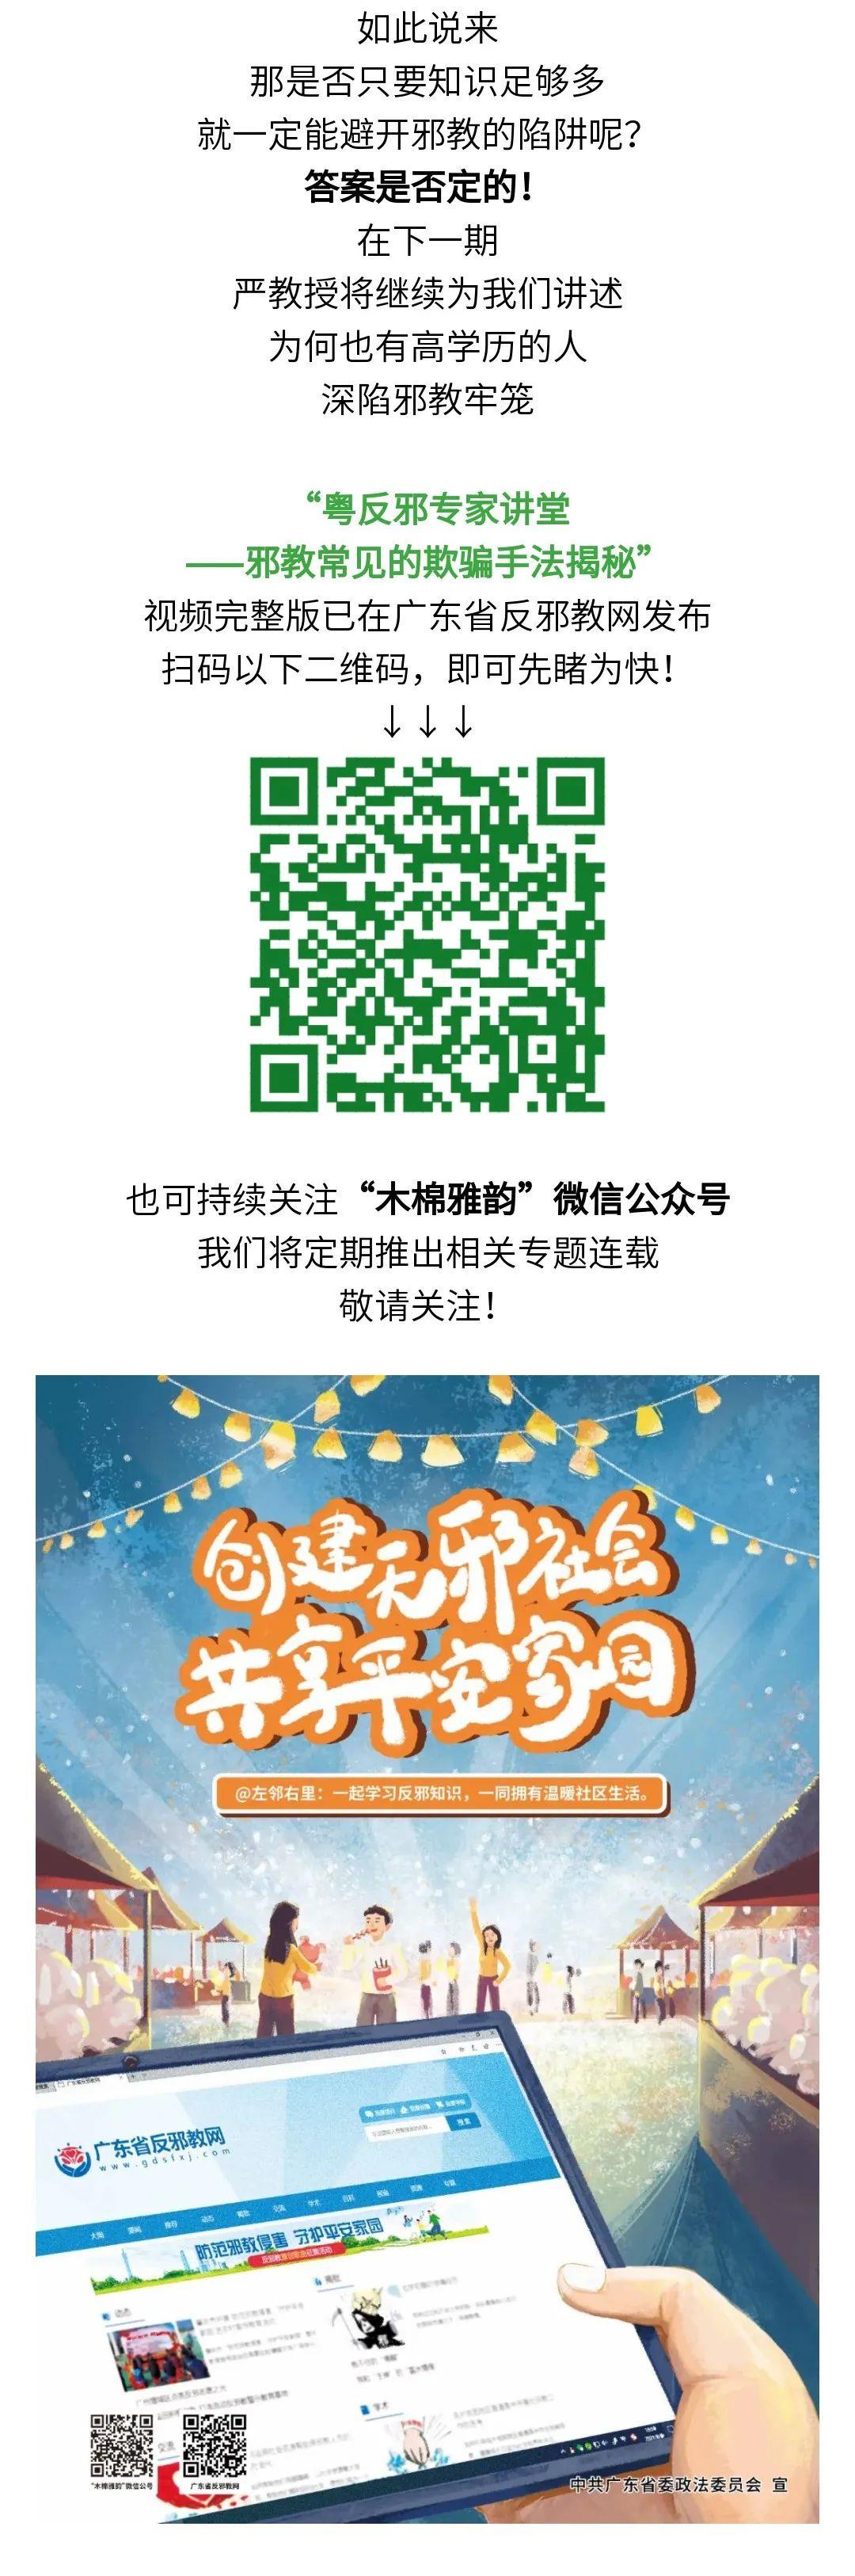 如此说来
那是否只要知识足够多
就一定能避开邪教的陷阱呢？
答案是否定的！
在下一期
严教授将继续为我们讲述
为何也有高学历的人
深陷邪教牢笼
“粤反邪专家讲堂
——邪教常见的欺骗手法揭秘”
视频完整版已在广东省反邪教网发布
扫码以下二维码，即可先睹为快！
↓↓↓
也可持续关注“木棉雅韵”微信公众号
我们将定期推出相关专题连载
敬请关注！
创建无邪社会
共享平安家园
@左邻右里：一起学习反邪知识，一同拥有温暖社区生活。
广东省反邪教网
www.gdsfxj.com
搜索
防范邪教侵害 守护平安家园
动态
学术
交流
“木棉雅韵”微信公号
广东省反邪教网
中共广东省委政法委员会 宣